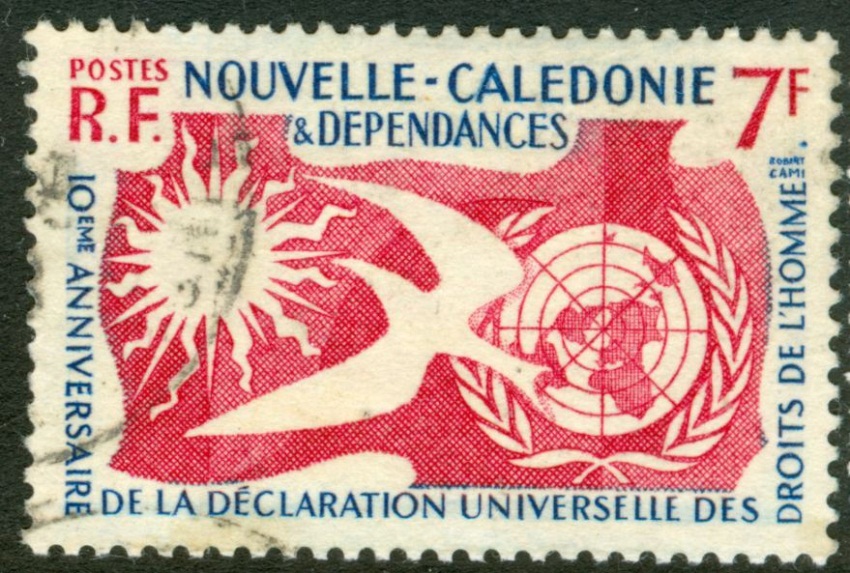 POSTES
R.F.
NOUVELLE-CALEDONIE
& DEPENDANCES
7F
ROBERT
CAMI
10EME ANNIVERSAIRE
DE LA DÉCLARATION UNIVERSELLE DES
DROITS DE L'HOMME.